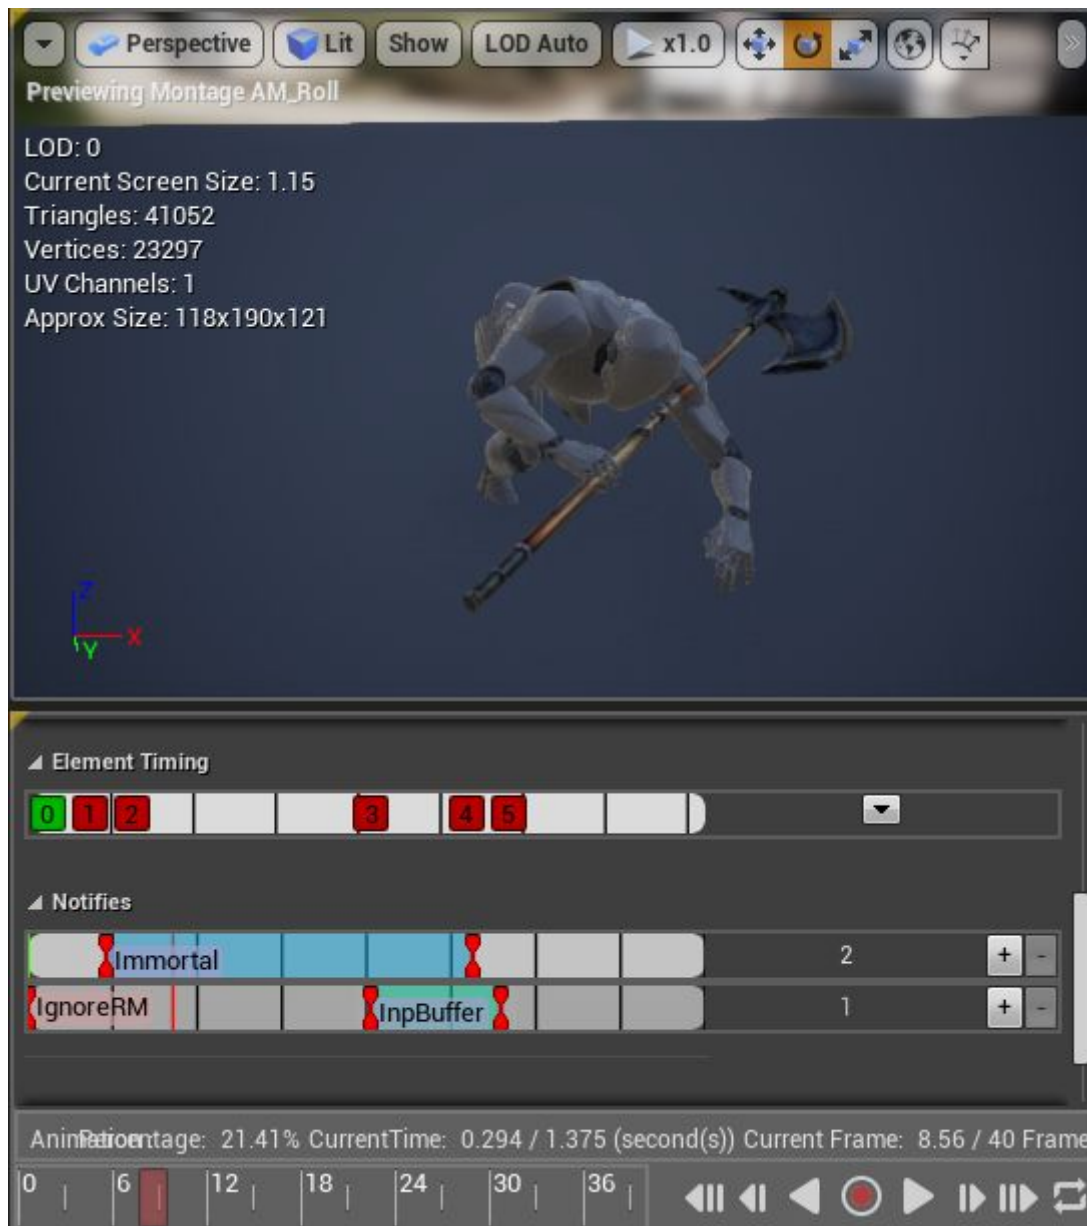 Perspective Lit Show LOD Auto x1.0
Previewing Montage AM_Roll
LOD: 0
Current Screen Size: 1.15
Triangles: 41052
Vertices: 23297
UV Channels: 1
Approx Size: 118x190x121
Z
X
Y
Element Timing
0 1 2 3 4 5
Notifies
Immortal 2 + -
IgnoreRM InpBuffer 1 + -
Percentage: 21.41% CurrentTime: 0.294 / 1.375 (second(s)) Current Frame: 8.56 / 40 Frame
0 6 12 18 24 30 36